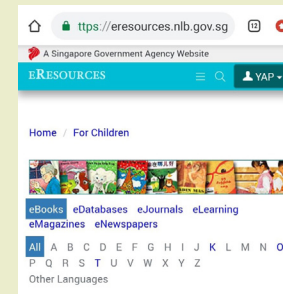 ttps://eresources.nlb.gov.sg 12
A Singapore Government Agency Website
ERESOURCES YAP
Home / For Children
eBooks eDatabases eJournals eLearning
eMagazines eNewspapers
All A B C D E F G H I J K L M N O
P Q R S T U V W X Y Z
Other Languages